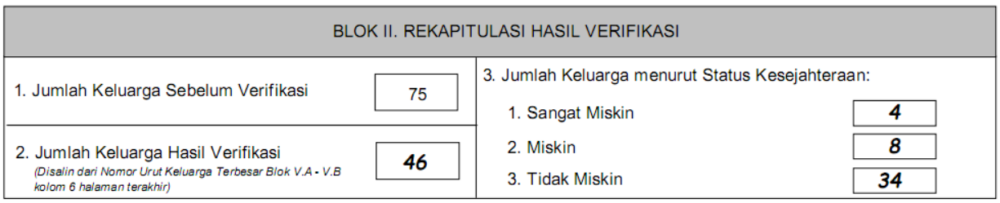 BLOK II. REKAPITULASI HASIL VERIFIKASI
1. Jumlah Keluarga Sebelum Verifikasi 75
2. Jumlah Keluarga Hasil Verifikasi 46
(Disalin dari Nomor Urut Keluarga Terbesar Blok V.A - V.B
kolom 6 halaman terakhir)
3. Jumlah Keluarga menurut Status Kesejahteraan:
1. Sangat Miskin 4
2. Miskin 8
3. Tidak Miskin 34